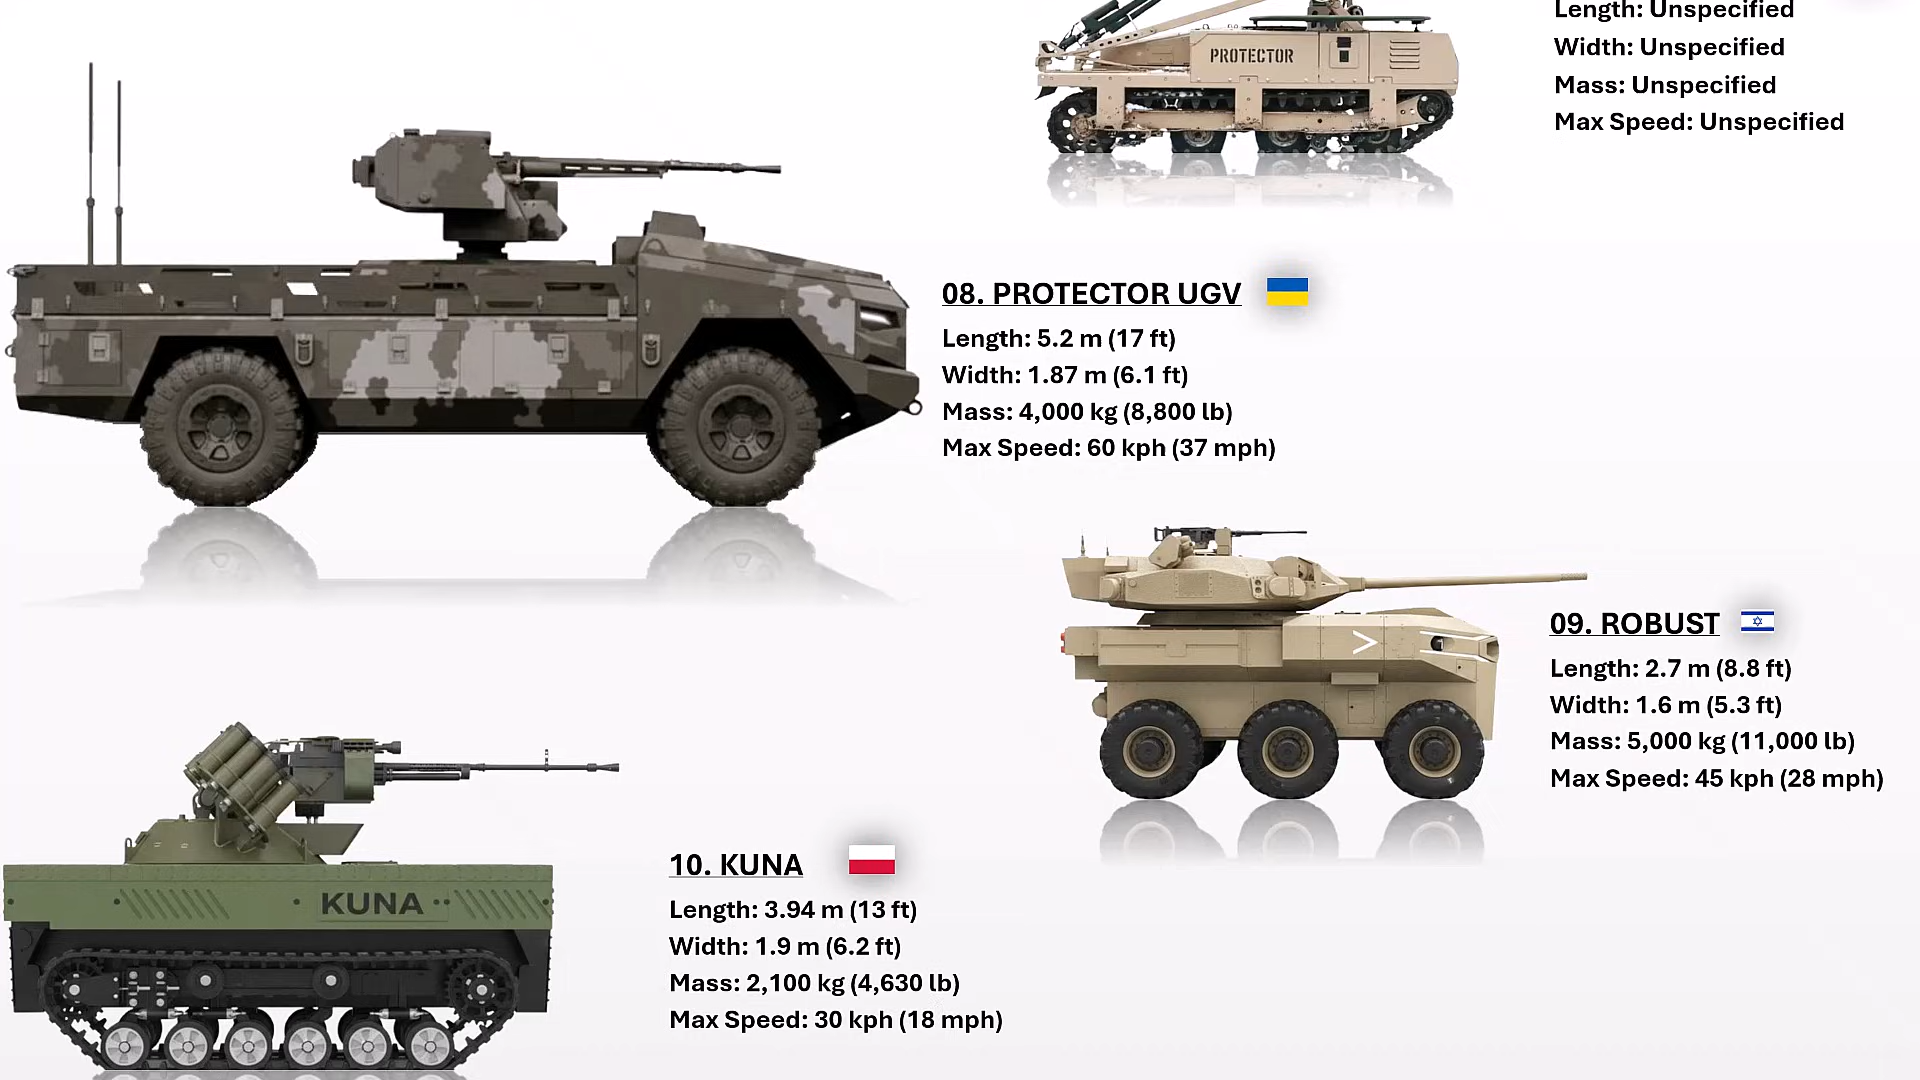 Length: Unspecified
Width: Unspecified
Mass: Unspecified
Max Speed: Unspecified
PROTECTOR
08. PROTECTOR UGV
Length: 5.2 m (17 ft)
Width: 1.87 m (6.1 ft)
Mass: 4,000 kg (8,800 lb)
Max Speed: 60 kph (37 mph)
09. ROBUST
Length: 2.7 m (8.8 ft)
Width: 1.6 m (5.3 ft)
Mass: 5,000 kg (11,000 lb)
Max Speed: 45 kph (28 mph)
10. KUNA
Length: 3.94 m (13 ft)
Width: 1.9 m (6.2 ft)
Mass: 2,100 kg (4,630 lb)
Max Speed: 30 kph (18 mph)
KUNA